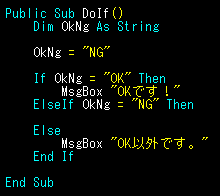 Public Sub DoIf()
    Dim OkNg As String

    OkNg = "NG"

    If OkNg = "OK" Then
        MsgBox "OKです！"
    ElseIf OkNg = "NG" Then

    Else
        MsgBox "OK以外です。"
    End If

End Sub